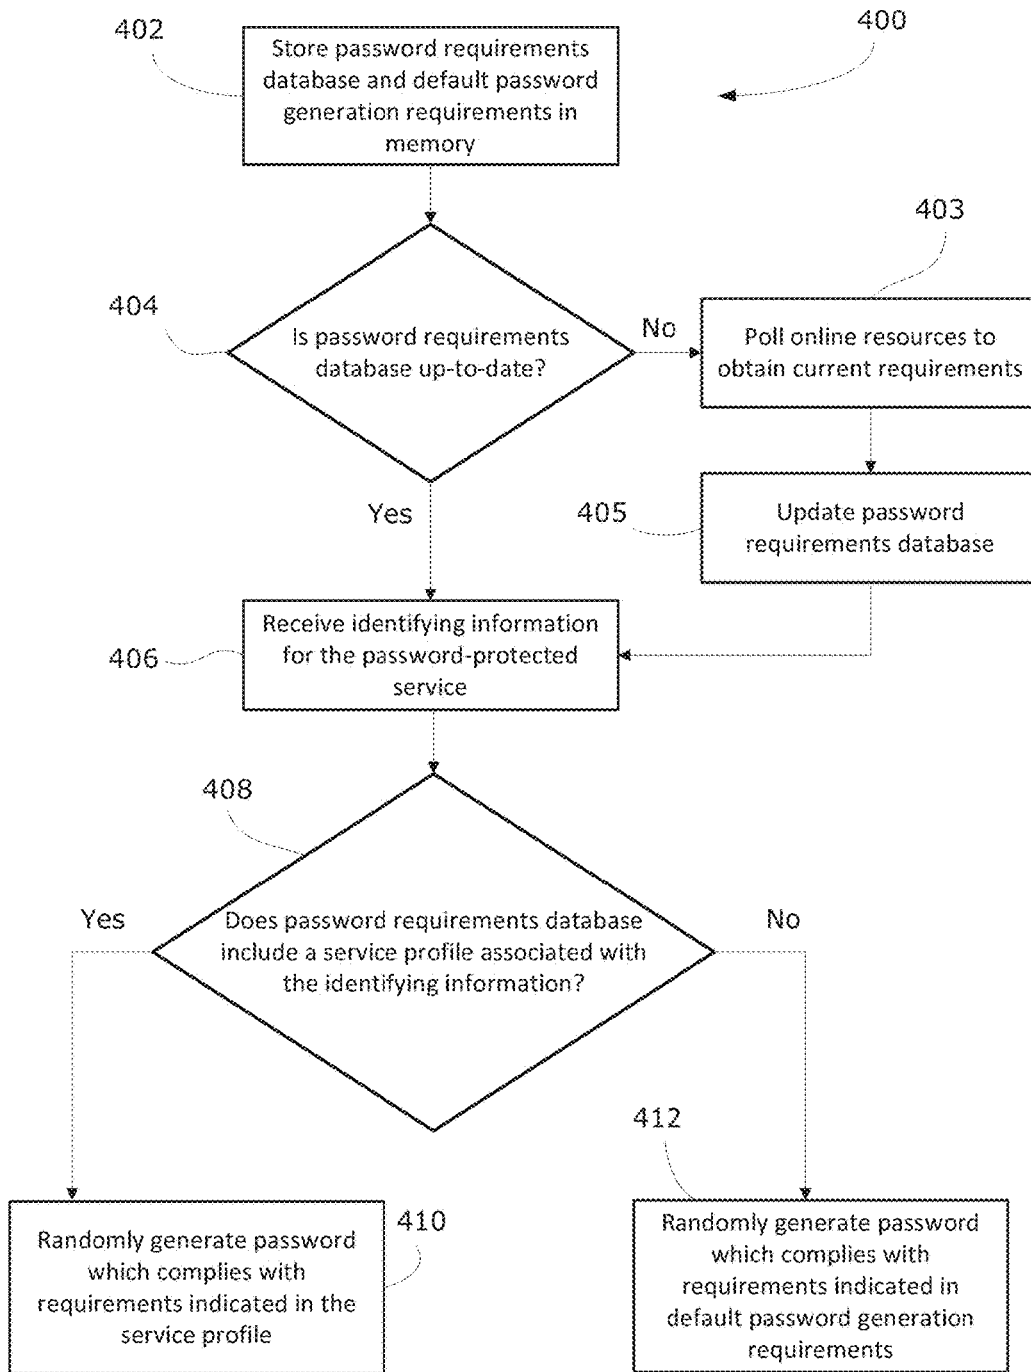 402
400
Store password requirements
database and default password
generation requirements in
memory
403
404
Is password requirements
database up-to-date?
No
Poll online resources to
obtain current requirements
Yes
405
Update password
requirements database
406
Receive identifying information
for the password-protected
service
408
Yes
No
Does password requirements database
include a service profile associated with
the identifying information?
412
410
Randomly generate password
which complies with
requirements indicated in the
service profile
Randomly generate password
which complies with
requirements indicated in
default password generation
requirements